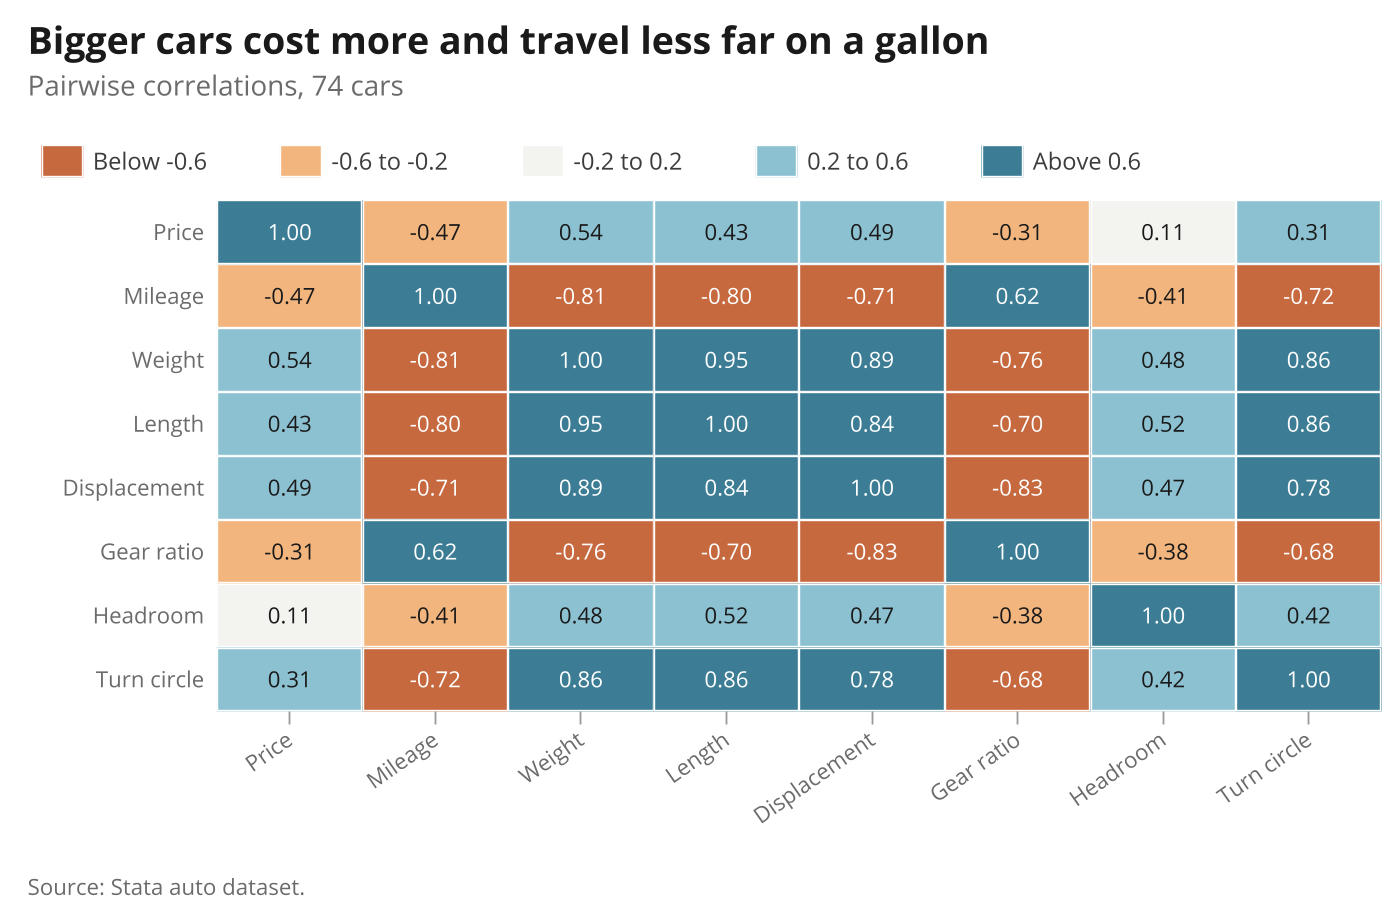 Bigger cars cost more and travel less far on a gallon
Pairwise correlations, 74 cars
Below -0.6 -0.6 to -0.2 -0.2 to 0.2 0.2 to 0.6 Above 0.6
Price 1.00 -0.47 0.54 0.43 0.49 -0.31 0.11 0.31
Mileage -0.47 1.00 -0.81 -0.80 -0.71 0.62 -0.41 -0.72
Weight 0.54 -0.81 1.00 0.95 0.89 -0.76 0.48 0.86
Length 0.43 -0.80 0.95 1.00 0.84 -0.70 0.52 0.86
Displacement 0.49 -0.71 0.89 0.84 1.00 -0.83 0.47 0.78
Gear ratio -0.31 0.62 -0.76 -0.70 -0.83 1.00 -0.38 -0.68
Headroom 0.11 -0.41 0.48 0.52 0.47 -0.38 1.00 0.42
Turn circle 0.31 -0.72 0.86 0.86 0.78 -0.68 0.42 1.00
Price Mileage Weight Length Displacement Gear ratio Headroom Turn circle
Source: Stata auto dataset.